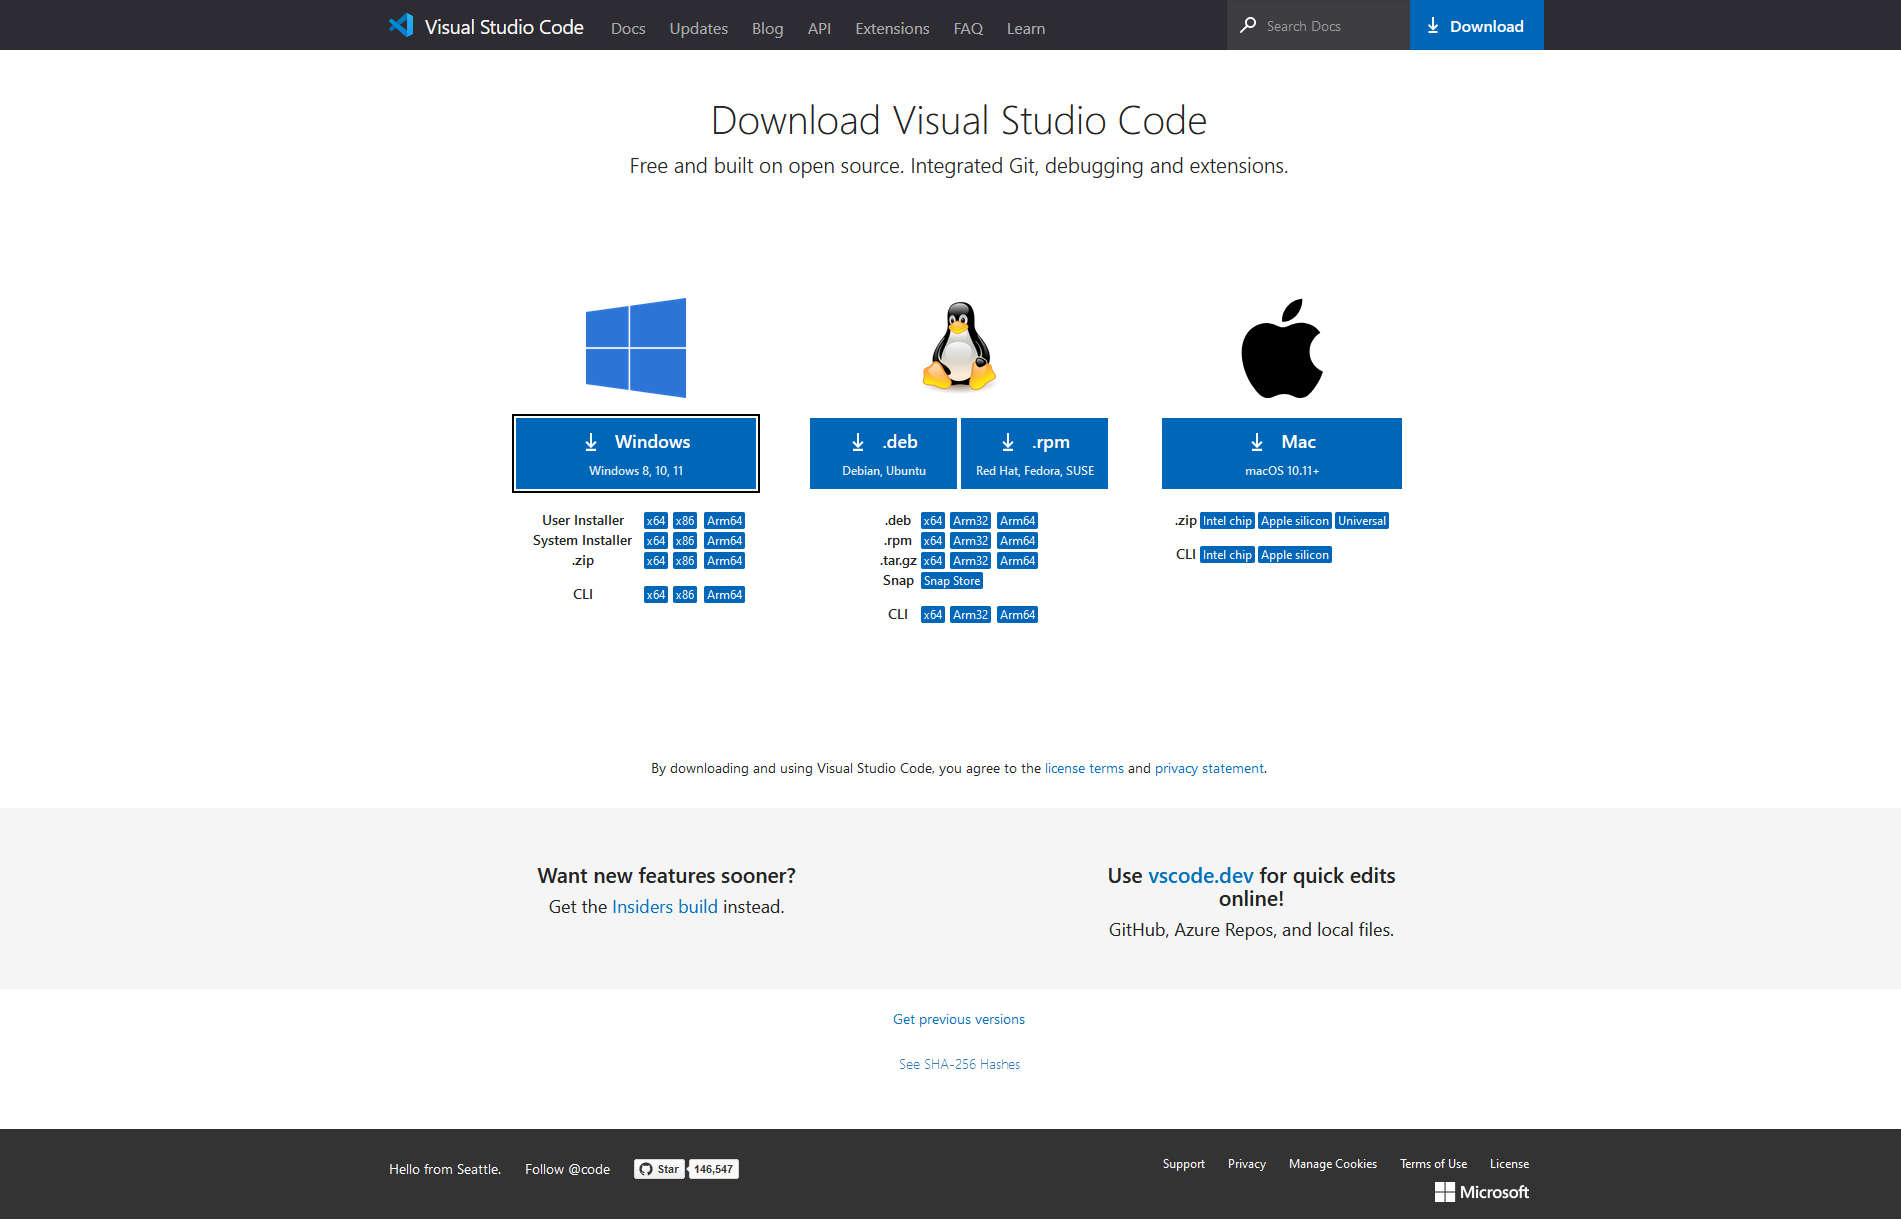 Visual Studio Code Docs Updates Blog API Extensions FAQ Learn Search Docs Download
Download Visual Studio Code
Free and built on open source. Integrated Git, debugging and extensions.
Windows
Windows 8, 10, 11
User Installer x64 x86 Arm64
System Installer x64 x86 Arm64
.zip x64 x86 Arm64
CLI x64 x86 Arm64
.deb
Debian, Ubuntu
.rpm
Red Hat, Fedora, SUSE
.deb x64 Arm32 Arm64
.rpm x64 Arm32 Arm64
.tar.gz x64 Arm32 Arm64
Snap Snap Store
CLI x64 Arm32 Arm64
Mac
macOS 10.11+
.zip Intel chip Apple silicon Universal
CLI Intel chip Apple silicon
By downloading and using Visual Studio Code, you agree to the license terms and privacy statement.
Want new features sooner?
Get the Insiders build instead.
Use vscode.dev for quick edits
online!
GitHub, Azure Repos, and local files.
Get previous versions
See SHA-256 Hashes
Hello from Seattle. Follow @code Star 146,547
Support Privacy Manage Cookies Terms of Use License
Microsoft